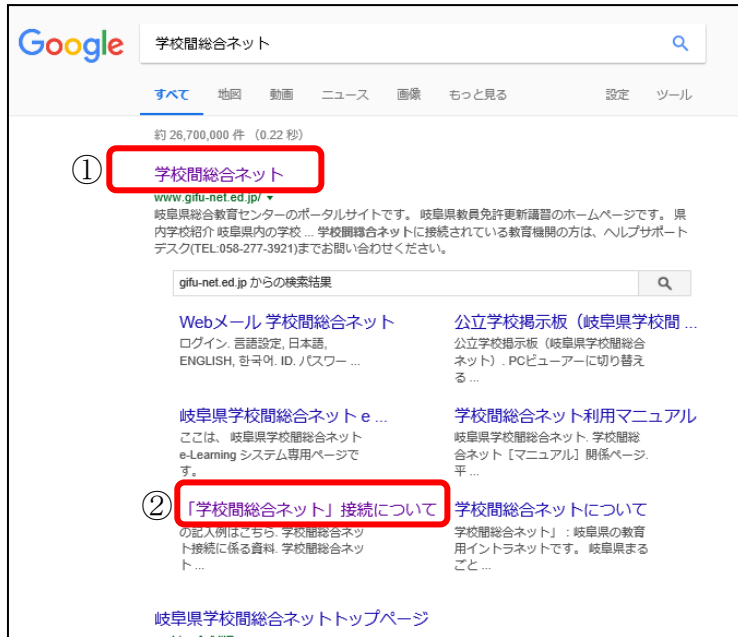 Google 学校間総合ネット
すべて 地図 動画 ニュース 画像 もっと見る 設定 ツール
約 26,700,000 件 (0.22 秒)
① 学校間総合ネット
www.gifu-net.ed.jp/
岐阜県総合教育センターのポータルサイトです。 岐阜県教員免許更新講習のホームページです。 県
内学校紹介 岐阜県内の学校 ... 学校間総合ネットに接続されている教育機関の方は、ヘルプサポート
デスク(TEL:058-277-3921)までお問い合わせください。
gifu-net.ed.jp からの検索結果
Webメール 学校間総合ネット
ログイン. 言語設定, 日本語,
ENGLISH, 한국어. ID. パスワー ...
公立学校掲示板（岐阜県学校間 ...
公立学校掲示板（岐阜県学校間総合
ネット）. PCビューアーに切り替え
る ...
岐阜県学校間総合ネット e ...
ここは、 岐阜県学校間総合ネット
e-Learning システム専用ページで
す。
学校間総合ネット利用マニュアル
岐阜県学校間総合ネット. 学校間総
合ネット［マニュアル］関係ページ.
平 ...
② 「学校間総合ネット」接続について
の記入例はこちら. 学校間総合ネッ
ト接続に係る資料. 学校間総合ネッ
ト ...
学校間総合ネットについて
学校間総合ネット」：岐阜県の教育
用イントラネットです。 岐阜県まる
ごと ...
岐阜県学校間総合ネットトップページ